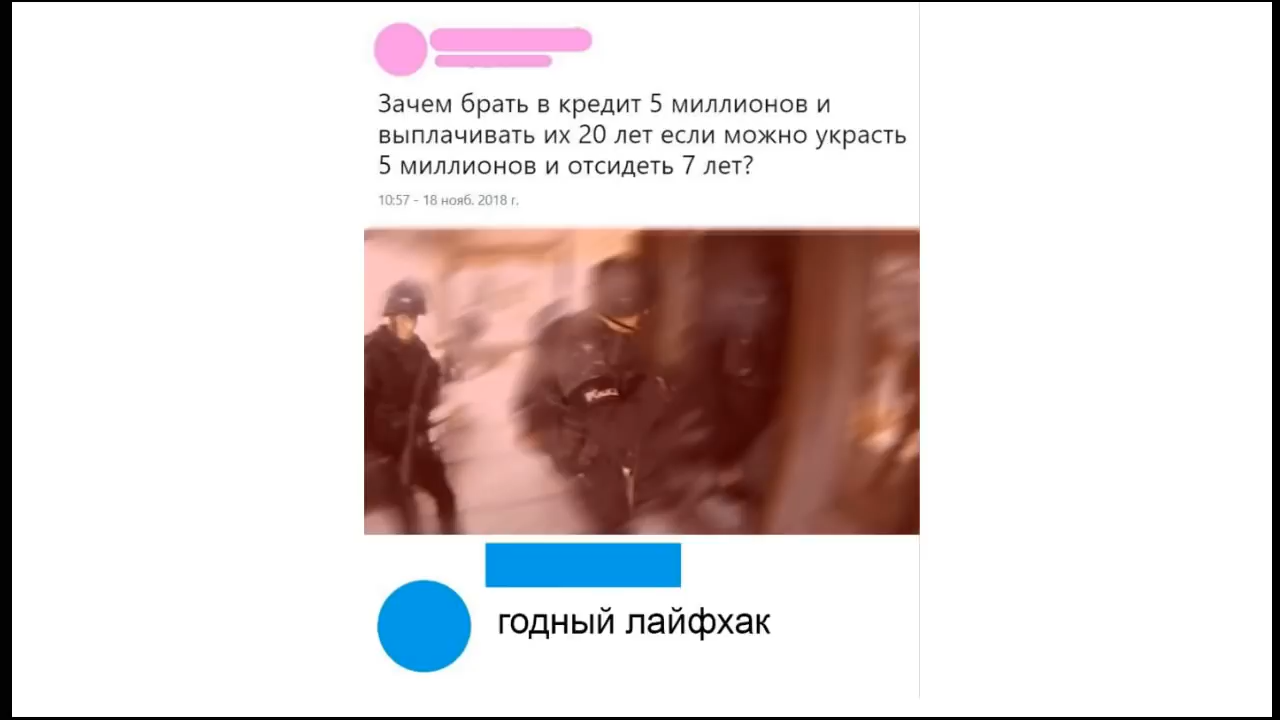 Зачем брать в кредит 5 миллионов и
выплачивать их 20 лет если можно украсть
5 миллионов и отсидеть 7 лет?
10:57 - 18 нояб. 2018 г.
годный лайфхак